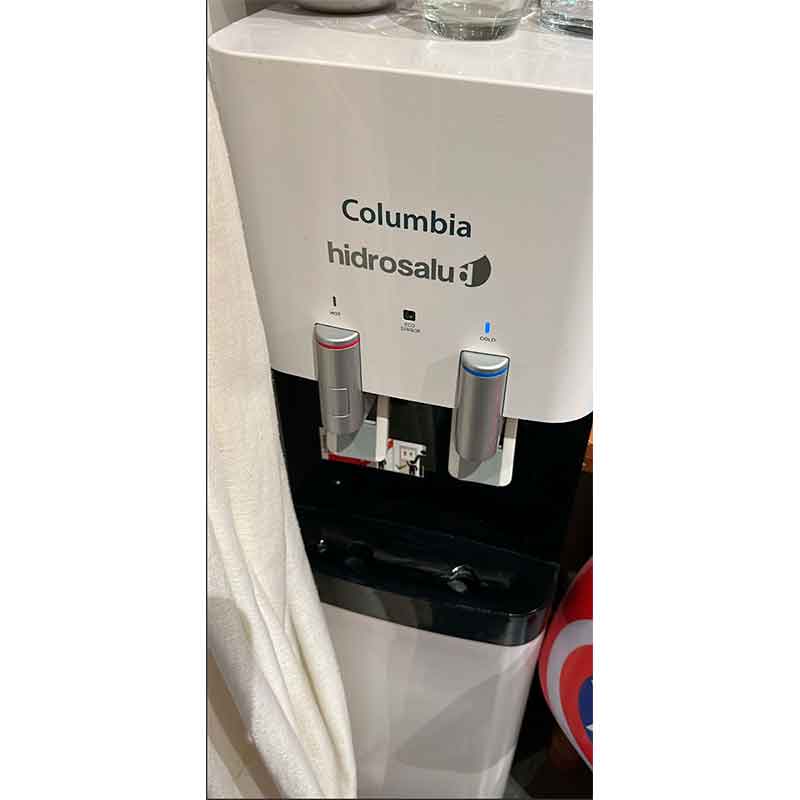 Columbia
hidrosalud
HOT
ECO
SENSOR
COLD